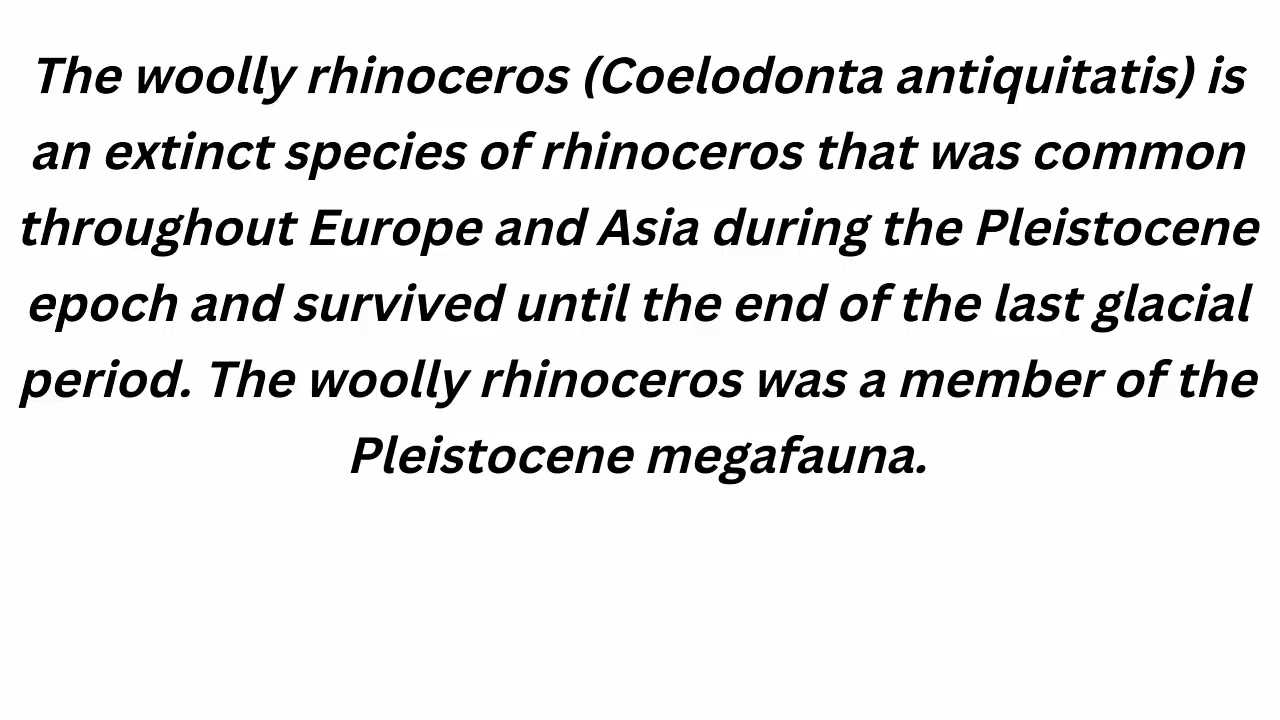 The woolly rhinoceros (Coelodonta antiquitatis) is
an extinct species of rhinoceros that was common
throughout Europe and Asia during the Pleistocene
epoch and survived until the end of the last glacial
period. The woolly rhinoceros was a member of the
Pleistocene megafauna.